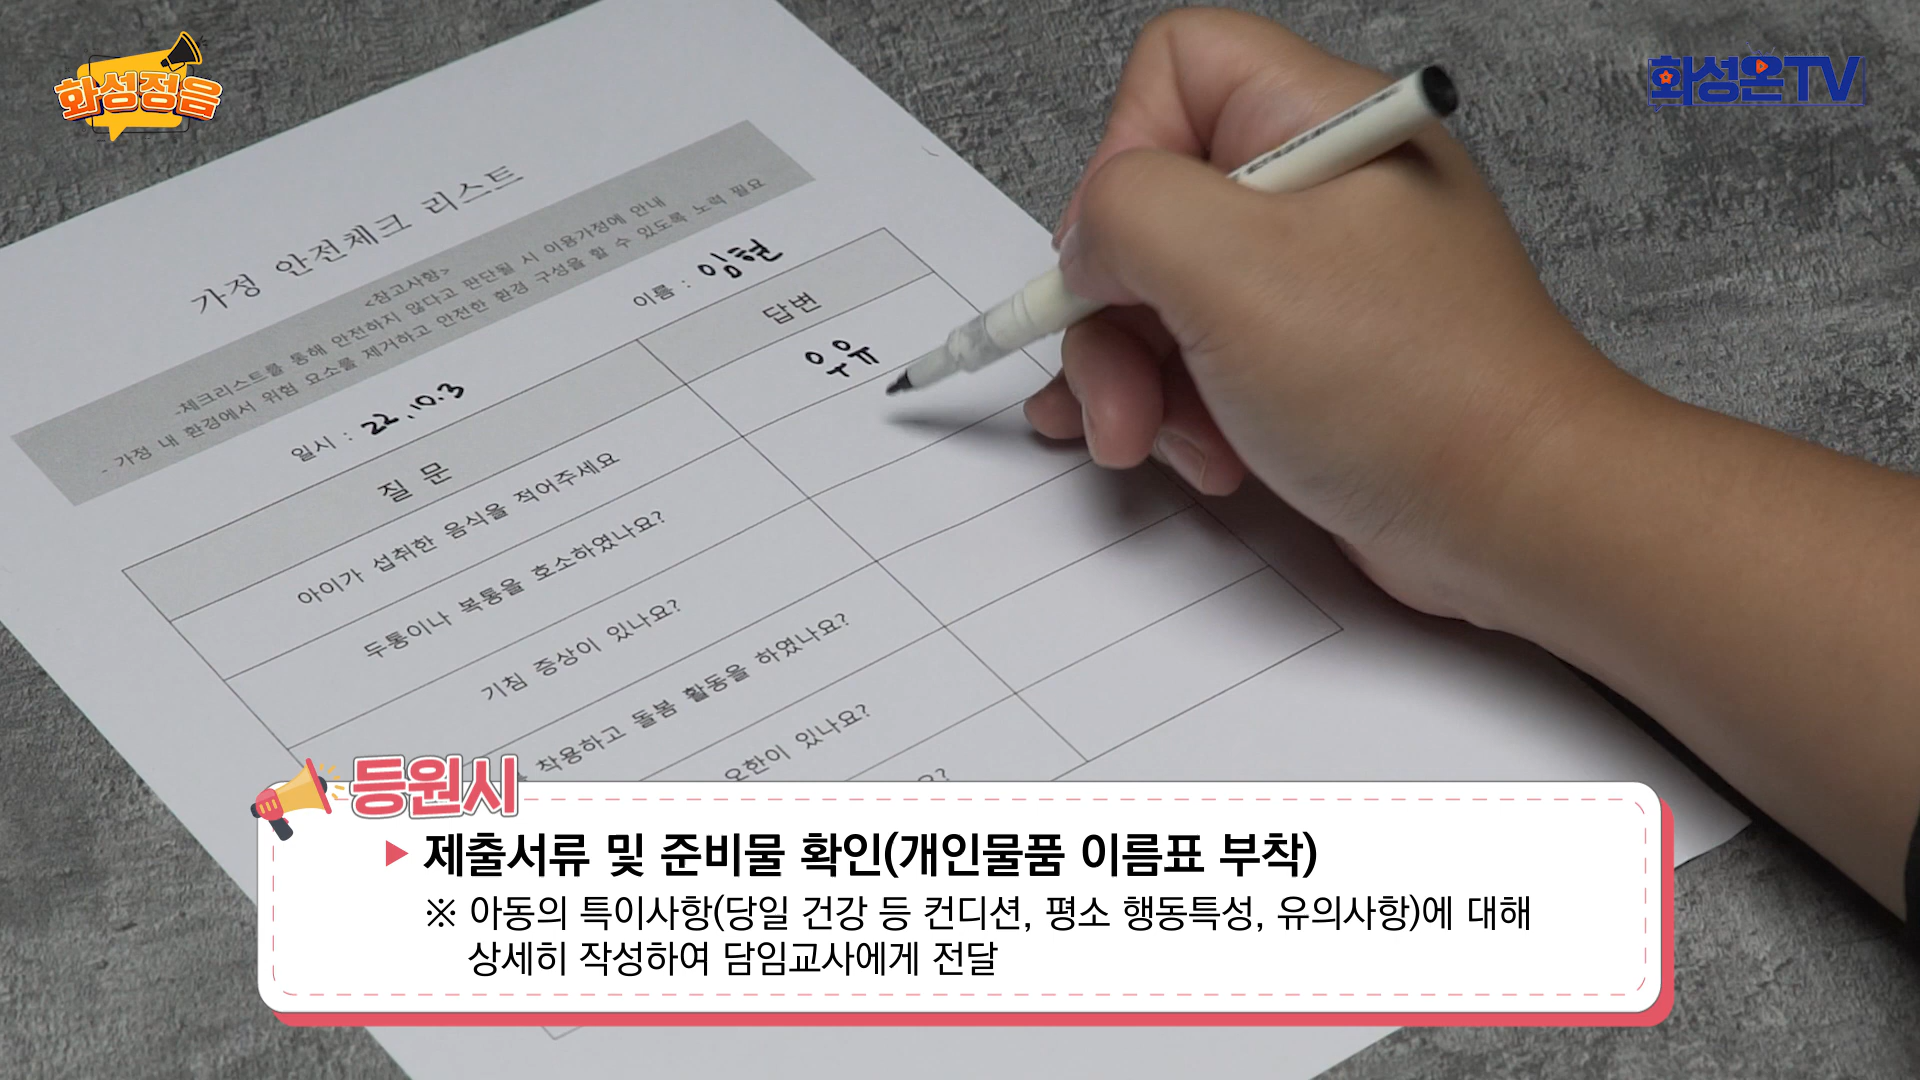 화성정음
화성온TV
가정 안전체크 리스트
<참고사항>
-체크리스트를 통해 안전하지 않다고 판단될 시 이용가정에 안내
- 가정 내 환경에서 위험 요소를 제거하고 안전한 환경 구성을 할 수 있도록 노력 필요
일시 : 22.10.3 이름 : 임현
질 문 답변
아이가 섭취한 음식을 적어주세요 우유
두통이나 복통을 호소하였나요?
기침 증상이 있나요?
착용하고 돌봄 활동을 하였나요?
오한이 있나요?
요?
등원시
▶ 제출서류 및 준비물 확인(개인물품 이름표 부착)
※ 아동의 특이사항(당일 건강 등 컨디션, 평소 행동특성, 유의사항)에 대해
상세히 작성하여 담임교사에게 전달